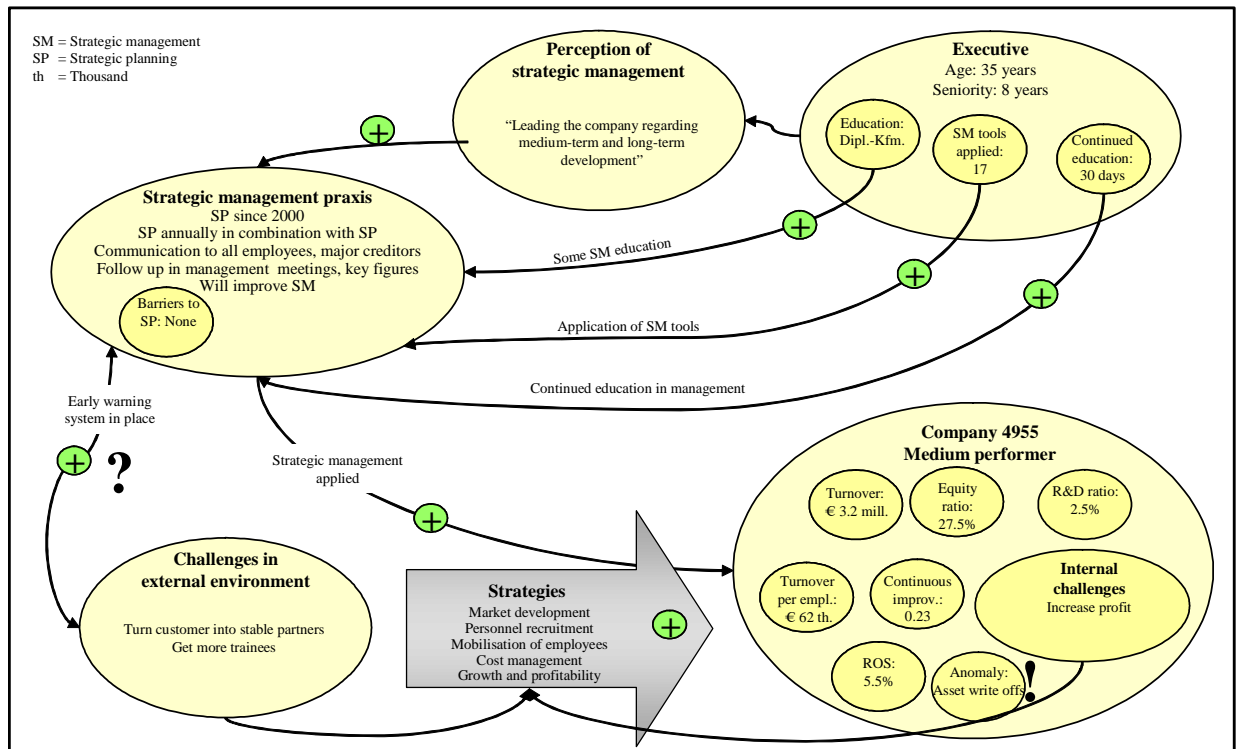 SM = Strategic management
SP = Strategic planning
th = Thousand
Perception of
strategic management
“Leading the company regarding
medium-term and long-term
development”
Executive
Age: 35 years
Seniority: 8 years
Education:
Dipl.-Kfm.
SM tools
applied:
17
Continued
education:
30 days
+
Strategic management praxis
SP since 2000
SP annually in combination with SP
Communication to all employees, major creditors
Follow up in management meetings, key figures
Will improve SM
Barriers to
SP: None
+
Some SM education
+
Application of SM tools
+
Continued education in management
Early warning
system in place
+
?
Strategic management
applied
+
Company 4955
Medium performer
Turnover:
€ 3.2 mill.
Equity
ratio:
27.5%
R&D ratio:
2.5%
Turnover
per empl.:
€ 62 th.
Continuous
improv.:
0.23
Internal
challenges
Increase profit
ROS:
5.5%
Anomaly:
Asset write offs
!
Challenges in
external environment
Turn customer into stable partners
Get more trainees
Strategies
Market development
Personnel recruitment
Mobilisation of employees
Cost management
Growth and profitability
+